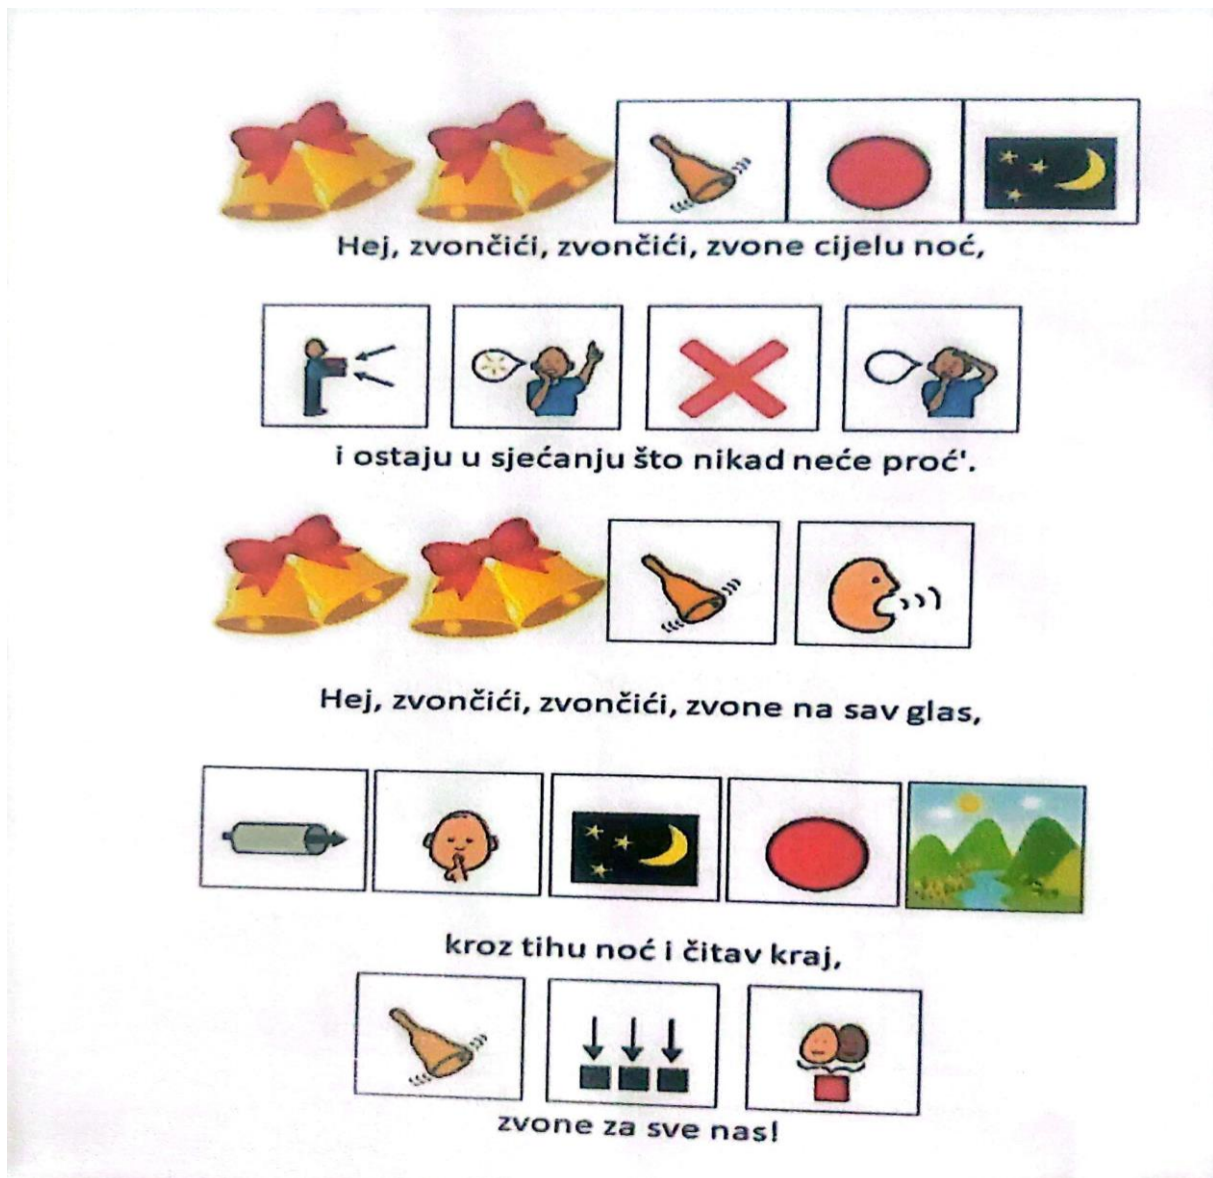 Hej, zvončići, zvončići, zvone cijelu noć,
i ostaju u sjećanju što nikad neće proć'.
Hej, zvončići, zvončići, zvone na sav glas,
kroz tihu noć i čitav kraj,
zvone za sve nas!